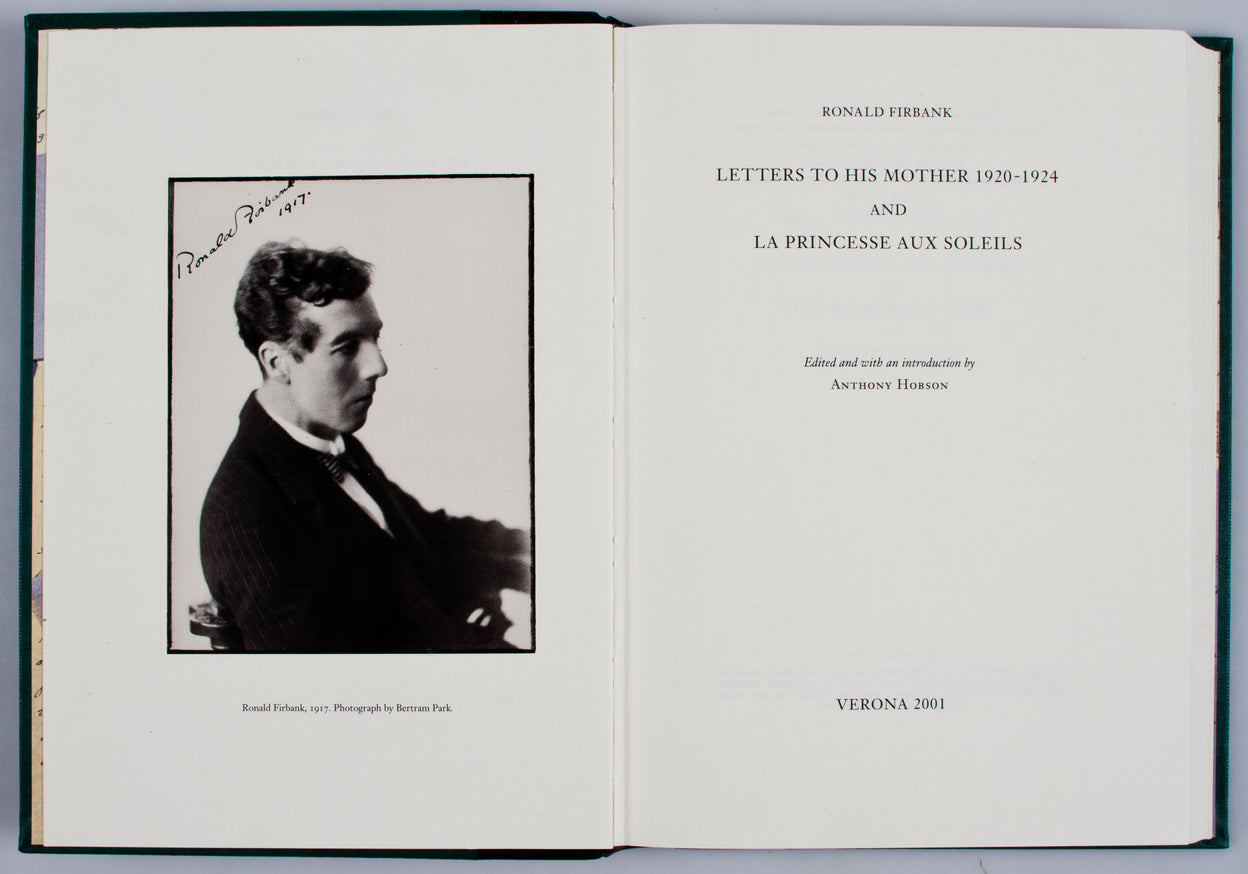 Ronald Firbank
1917.
Ronald Firbank, 1917. Photograph by Bertram Park.
RONALD FIRBANK
LETTERS TO HIS MOTHER 1920-1924
AND
LA PRINCESSE AUX SOLEILS
Edited and with an introduction by
ANTHONY HOBSON
VERONA 2001